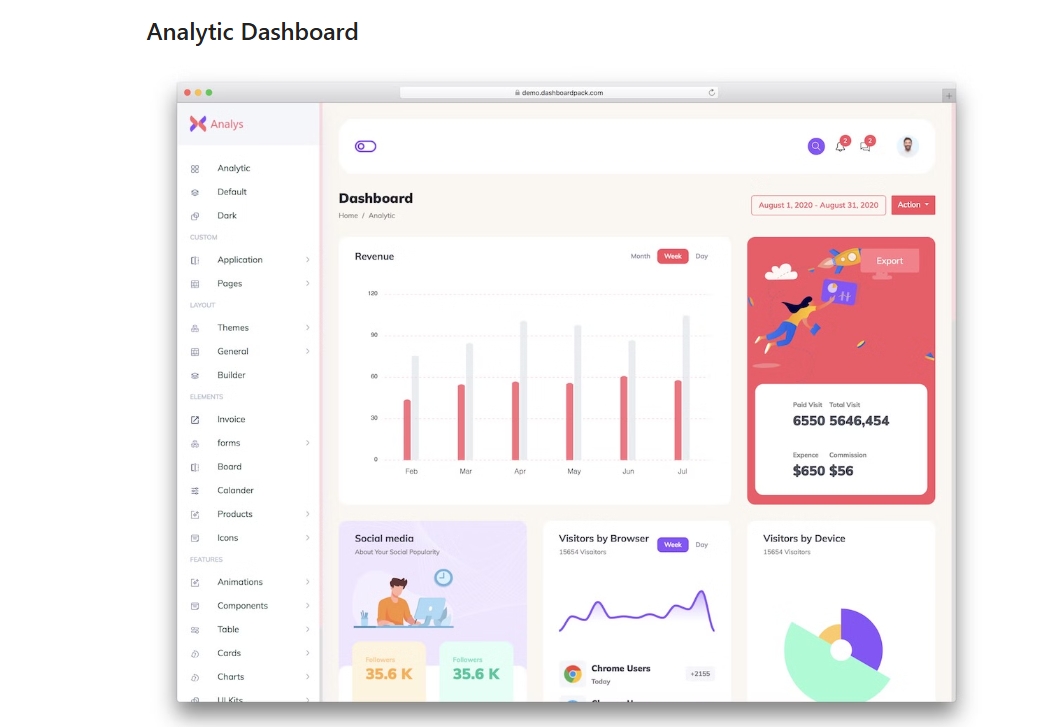 Analytic Dashboard
demo.dashboardpack.com
Analys
Analytic
Default
Dark
CUSTOM
Application
Pages
LAYOUT
Themes
General
Builder
ELEMENTS
Invoice
forms
Board
Calander
Products
Icons
FEATURES
Animations
Components
Table
Cards
Charts
UI Kits
2 2
Dashboard
Home / Analytic
August 1, 2020 - August 31, 2020 Action
Revenue Month Week Day
120
90
60
30
0
Feb Mar Apr May Jun Jul
Export
Paid Visit Total Visit
6550 5646,454
Expence Commission
$650 $56
Social media
About Your Social Popularity
Followers Followers
35.6 K 35.6 K
Visitors by Browser Week Day
15654 Visaitors
Chrome Users +2155
Today
Visitors by Device
15654 Visaitors